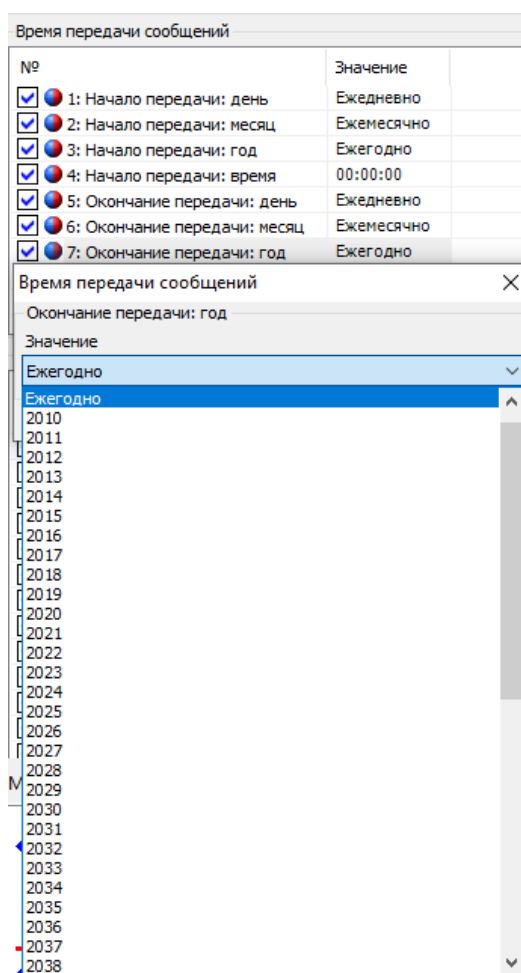 Время передачи сообщений
№ Значение
1: Начало передачи: день Ежедневно
2: Начало передачи: месяц Ежемесячно
3: Начало передачи: год Ежегодно
4: Начало передачи: время 00:00:00
5: Окончание передачи: день Ежедневно
6: Окончание передачи: месяц Ежемесячно
7: Окончание передачи: год Ежегодно
Время передачи сообщений
Окончание передачи: год
Значение
Ежегодно
Ежегодно
2010
2011
2012
2013
2014
2015
2016
2017
2018
2019
2020
2021
2022
2023
2024
2025
2026
2027
2028
2029
2030
2031
2032
2033
2034
2035
2036
2037
2038